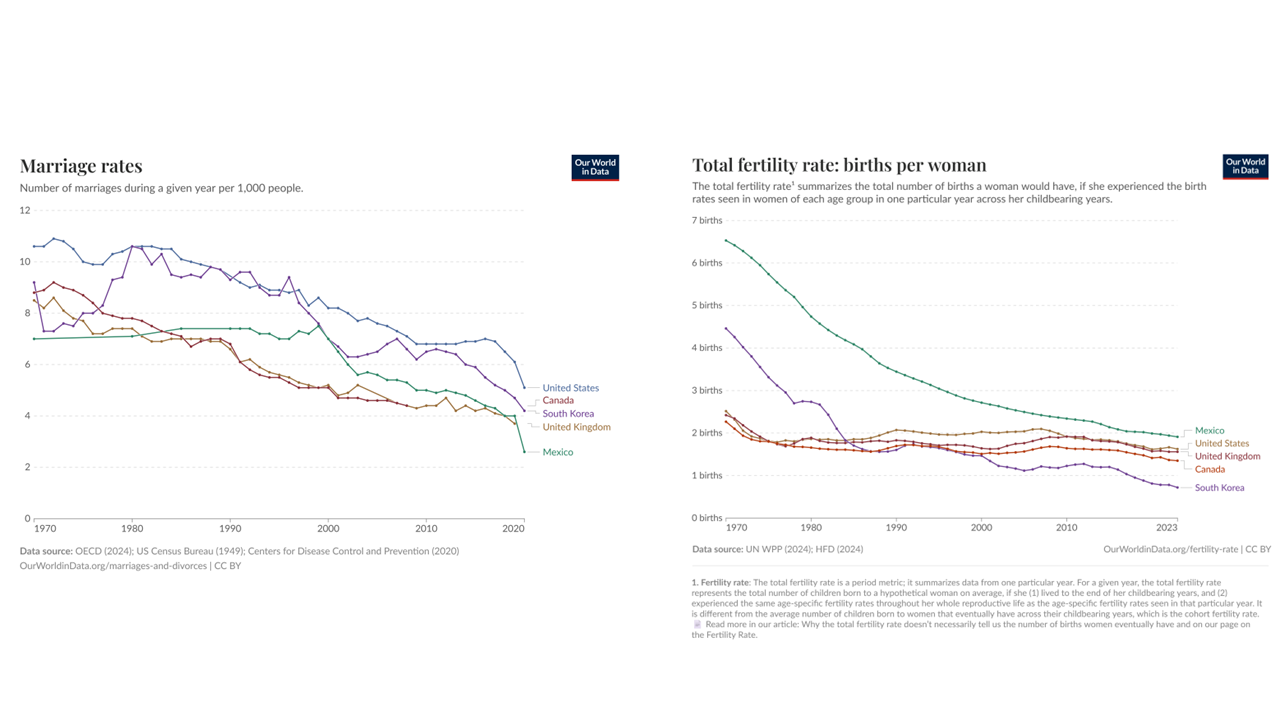 Marriage rates
Our World
in Data
Number of marriages during a given year per 1,000 people.
12
10
8
6
4
2
0
1970
1980
1990
2000
2010
2020
United States
Canada
South Korea
United Kingdom
Mexico
Data source: OECD (2024); US Census Bureau (1949); Centers for Disease Control and Prevention (2020)
OurWorldinData.org/marriages-and-divorces | CC BY
Total fertility rate: births per woman
Our World
in Data
The total fertility rate¹ summarizes the total number of births a woman would have, if she experienced the birth
rates seen in women of each age group in one particular year across her childbearing years.
7 births
6 births
5 births
4 births
3 births
2 births
1 births
0 births
1970
1980
1990
2000
2010
2023
Mexico
United States
United Kingdom
Canada
South Korea
Data source: UN WPP (2024); HFD (2024)
OurWorldinData.org/fertility-rate | CC BY
1. Fertility rate: The total fertility rate is a period metric; it summarizes data from one particular year. For a given year, the total fertility rate
represents the total number of children born to a hypothetical woman on average, if she (1) lived to the end of her childbearing years, and (2)
experienced the same age-specific fertility rates throughout her whole reproductive life as the age-specific fertility rates seen in that particular year. It
is different from the average number of children born to women that eventually have across their childbearing years, which is the cohort fertility rate.
Read more in our article: Why the total fertility rate doesn't necessarily tell us the number of births women eventually have and on our page on
the Fertility Rate.